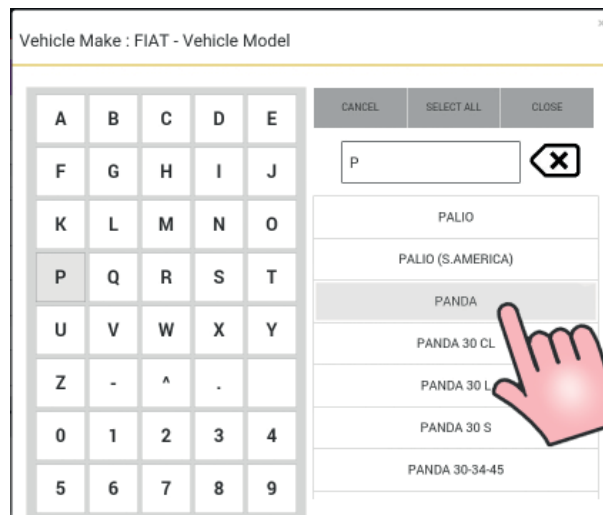 Vehicle Make : FIAT - Vehicle Model
×
A B C D E
F G H I J
K L M N O
P Q R S T
U V W X Y
Z - ^ .
0 1 2 3 4
5 6 7 8 9
CANCEL SELECT ALL CLOSE
P
PALIO
PALIO (S.AMERICA)
PANDA
PANDA 30 CL
PANDA 30 L
PANDA 30 S
PANDA 30-34-45